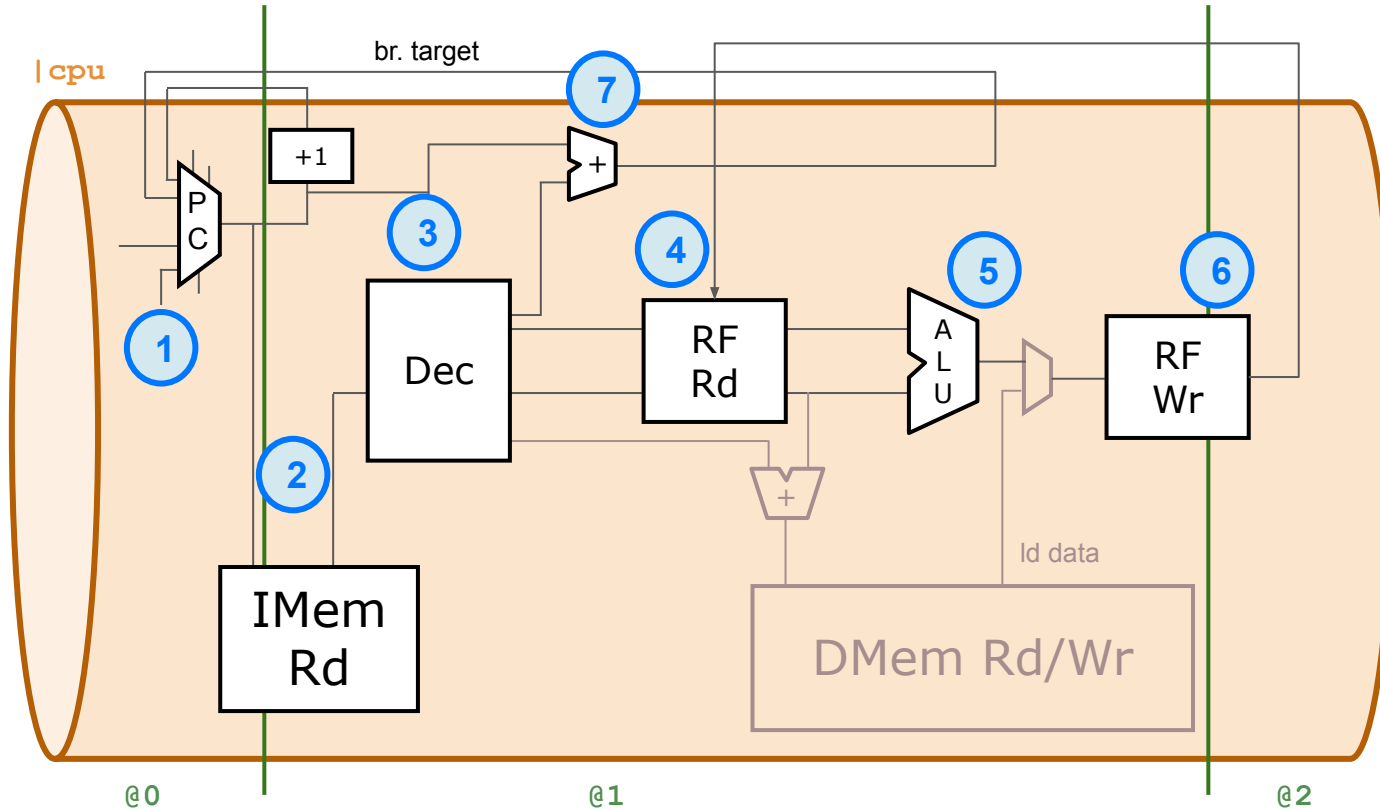 br. target
|cpu
7
+1
+
P
C
3
4
5
6
1
Dec
RF
Rd
A
L
U
RF
Wr
2
+
ld data
IMem
Rd
DMem Rd/Wr
@0
@1
@2